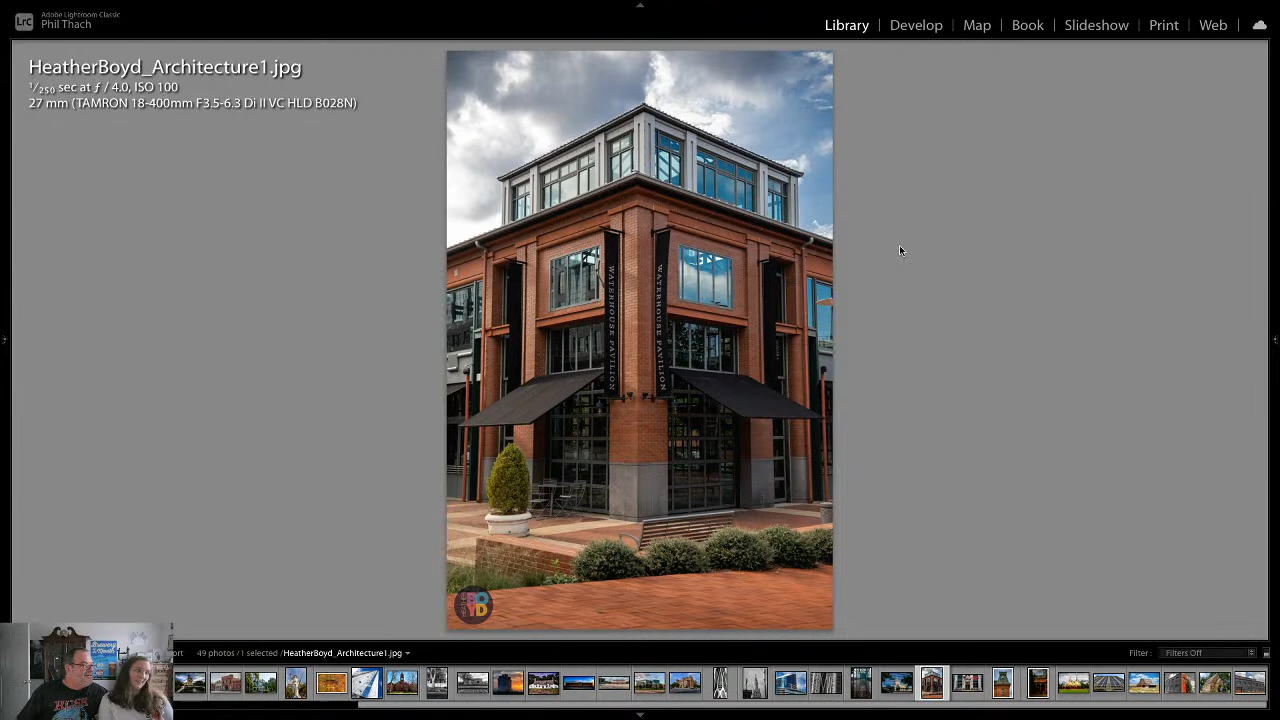 Lrc
Adobe Lightroom Classic
Phil Thach
Library | Develop | Map | Book | Slideshow | Print | Web
HeatherBoyd_Architecture1.jpg
1/250 sec at ƒ / 4.0, ISO 100
27 mm (TAMRON 18-400mm F3.5-6.3 Di II VC HLD B028N)
WATERHOUSE PAVILION
WATERHOUSE PAVILION
BOYD
49 photos / 1 selected / HeatherBoyd_Architecture1.jpg
Filter : Filters Off